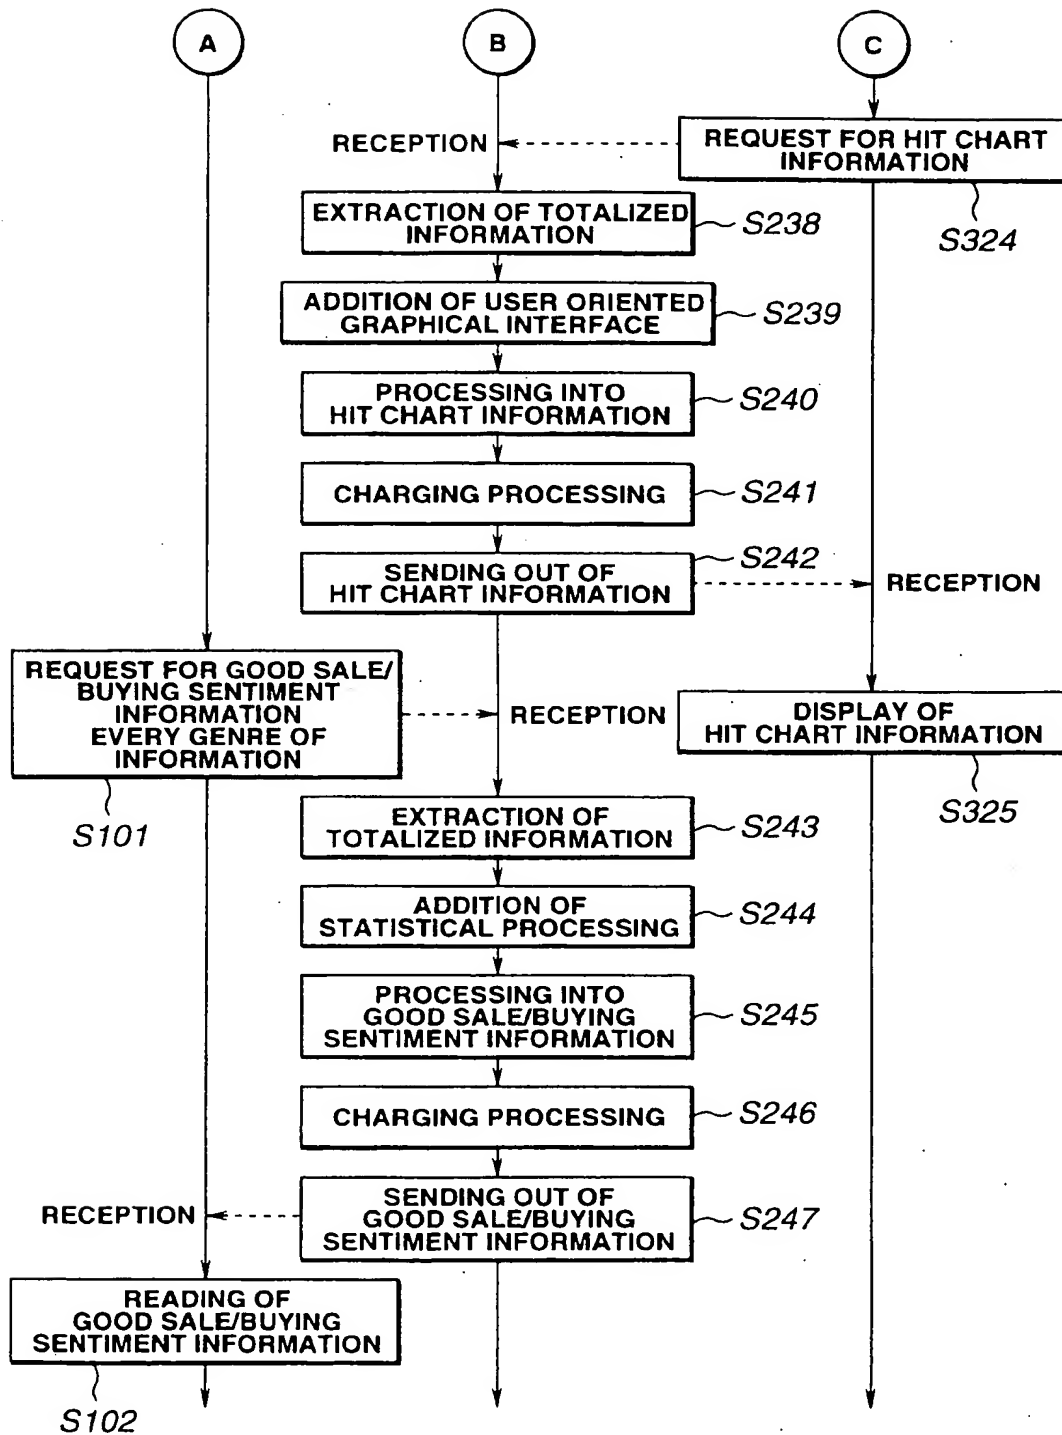 A
B
C
RECEPTION
REQUEST FOR HIT CHART
INFORMATION
S324
EXTRACTION OF TOTALIZED
INFORMATION
S238
ADDITION OF USER ORIENTED
GRAPHICAL INTERFACE
S239
PROCESSING INTO
HIT CHART INFORMATION
S240
CHARGING PROCESSING
S241
SENDING OUT OF
HIT CHART INFORMATION
S242
RECEPTION
REQUEST FOR GOOD SALE/
BUYING SENTIMENT
INFORMATION
EVERY GENRE OF
INFORMATION
S101
RECEPTION
DISPLAY OF
HIT CHART INFORMATION
S325
EXTRACTION OF
TOTALIZED INFORMATION
S243
ADDITION OF
STATISTICAL PROCESSING
S244
PROCESSING INTO
GOOD SALE/BUYING
SENTIMENT INFORMATION
S245
CHARGING PROCESSING
S246
SENDING OUT OF
GOOD SALE/BUYING
SENTIMENT INFORMATION
S247
RECEPTION
READING OF
GOOD SALE/BUYING
SENTIMENT INFORMATION
S102